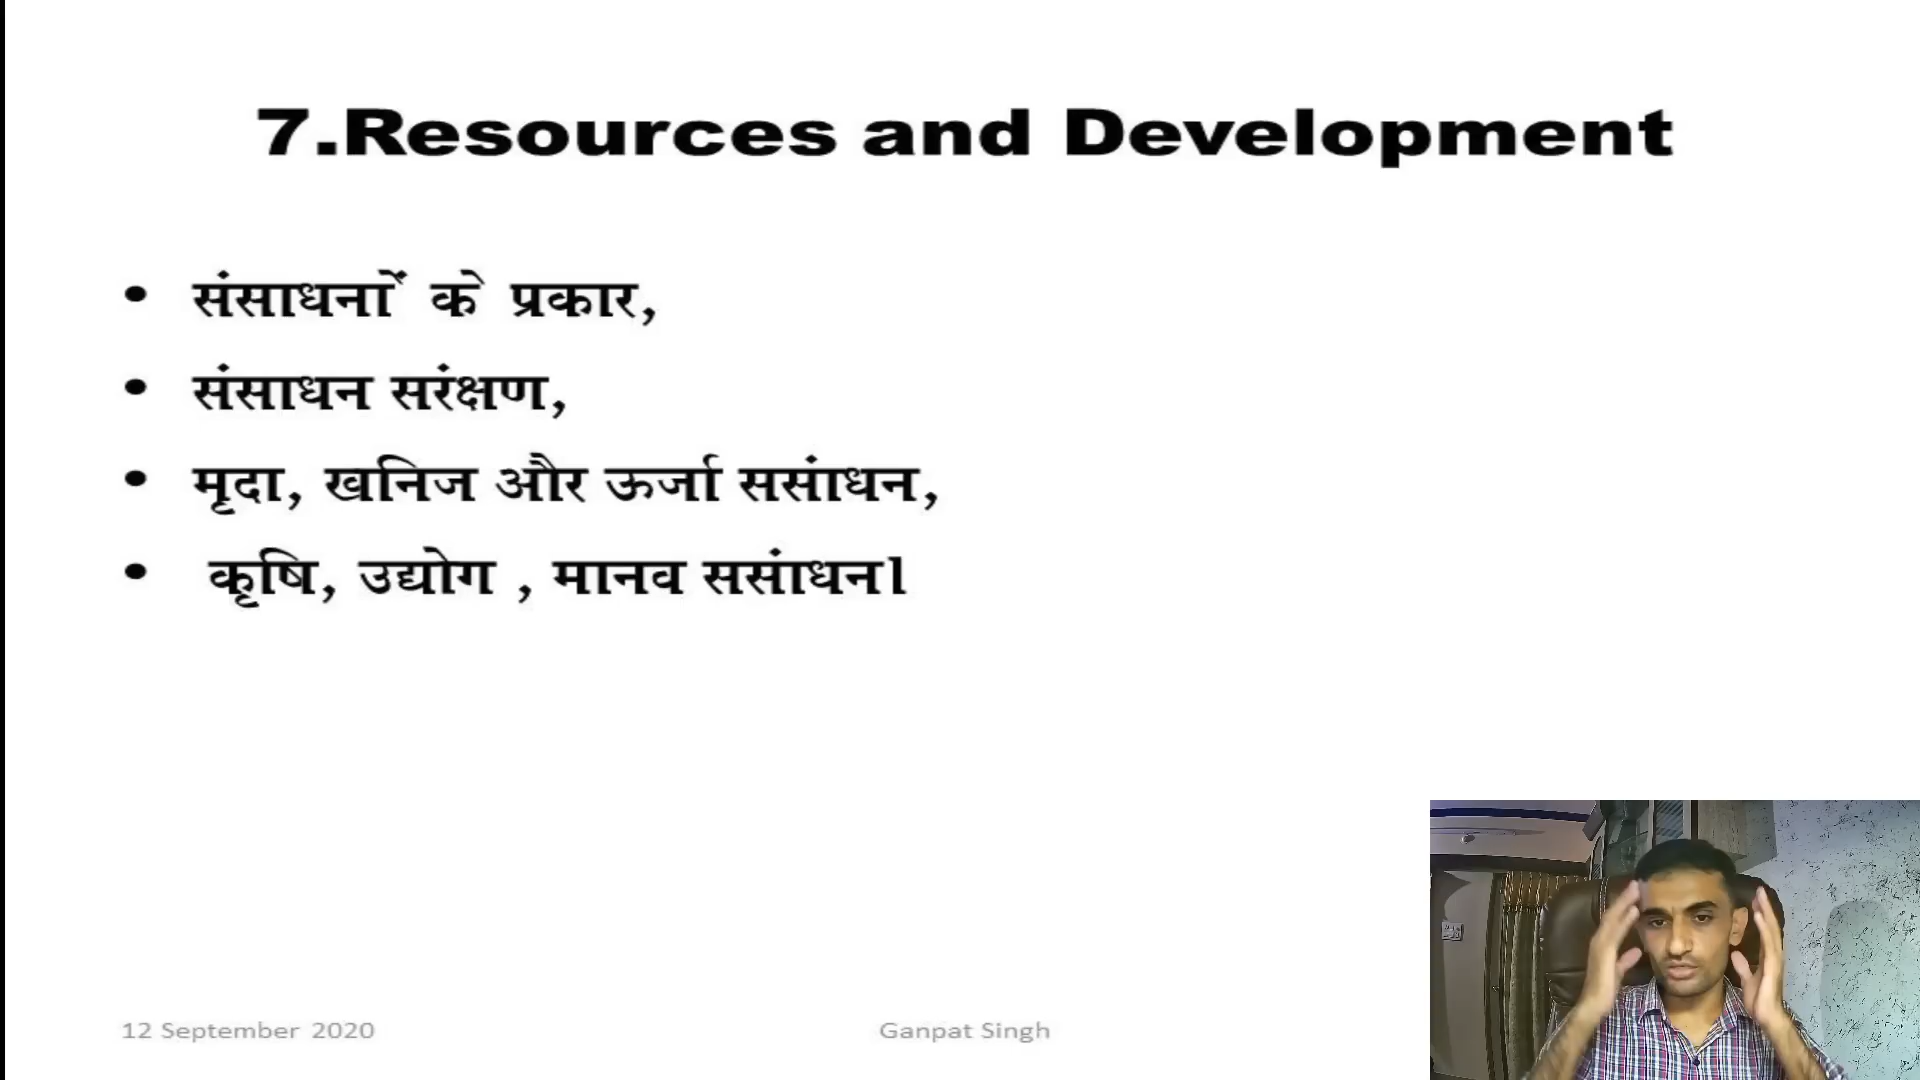 7.Resources and Development
• संसाधनों के प्रकार,
• संसाधन सरंक्षण,
• मृदा, खनिज और ऊर्जा ससांधन,
• कृषि, उद्योग , मानव ससांधन।
12 September 2020
Ganpat Singh